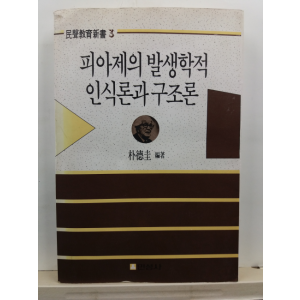 民聲教育新書 3
피아제의 발생학적
인식론과 구조론
朴德圭 編著